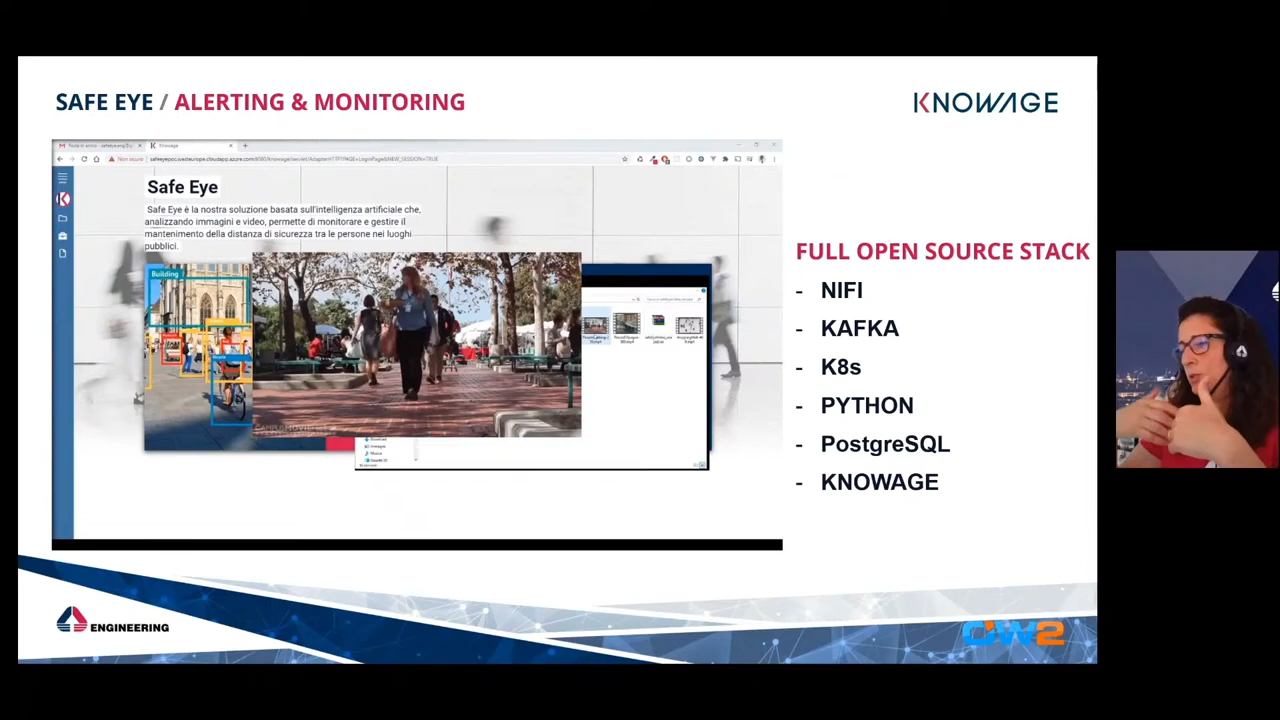 SAFE EYE / ALERTING & MONITORING
KNOWAGE
Knowage
Safe Eye
Safe Eye è la nostra soluzione basata sull'intelligenza artificiale che,
analizzando immagini e video, permette di monitorare e gestire il
mantenimento della distanza di sicurezza tra le persone nei luoghi
pubblici.
Building
FULL OPEN SOURCE STACK
- NIFI
- KAFKA
- K8s
- PYTHON
- PostgreSQL
- KNOWAGE
ENGINEERING
OW2